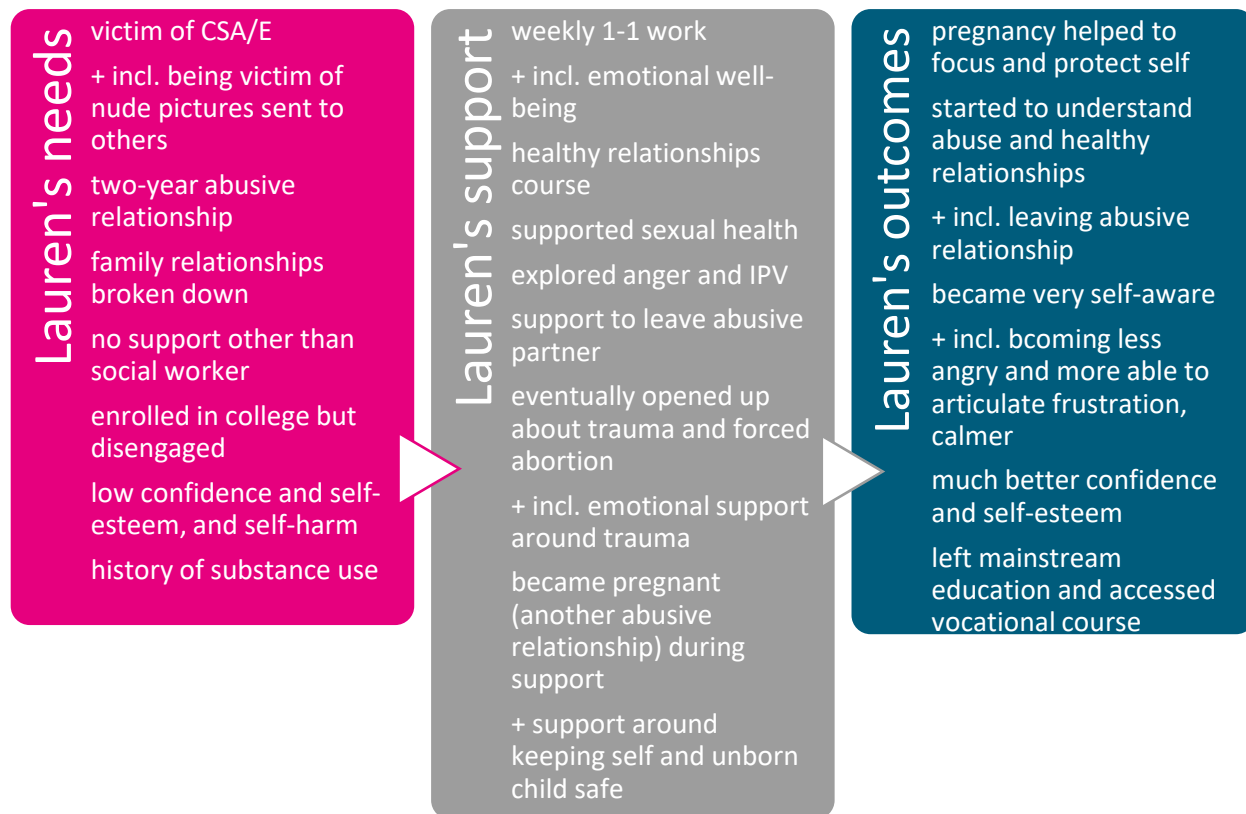 Lauren's needs
victim of CSA/E
+ incl. being victim of
nude pictures sent to
others
two-year abusive
relationship
family relationships
broken down
no support other than
social worker
enrolled in college but
disengaged
low confidence and self-
esteem, and self-harm
history of substance use
Lauren's support
weekly 1-1 work
+ incl. emotional well-
being
healthy relationships
course
supported sexual health
explored anger and IPV
support to leave abusive
partner
eventually opened up
about trauma and forced
abortion
+ incl. emotional support
around trauma
became pregnant
(another abusive
relationship) during
support
+ support around
keeping self and unborn
child safe
Lauren's outcomes
pregnancy helped to
focus and protect self
started to understand
abuse and healthy
relationships
+ incl. leaving abusive
relationship
became very self-aware
+ incl. bcoming less
angry and more able to
articulate frustration,
calmer
much better confidence
and self-esteem
left mainstream
education and accessed
vocational course